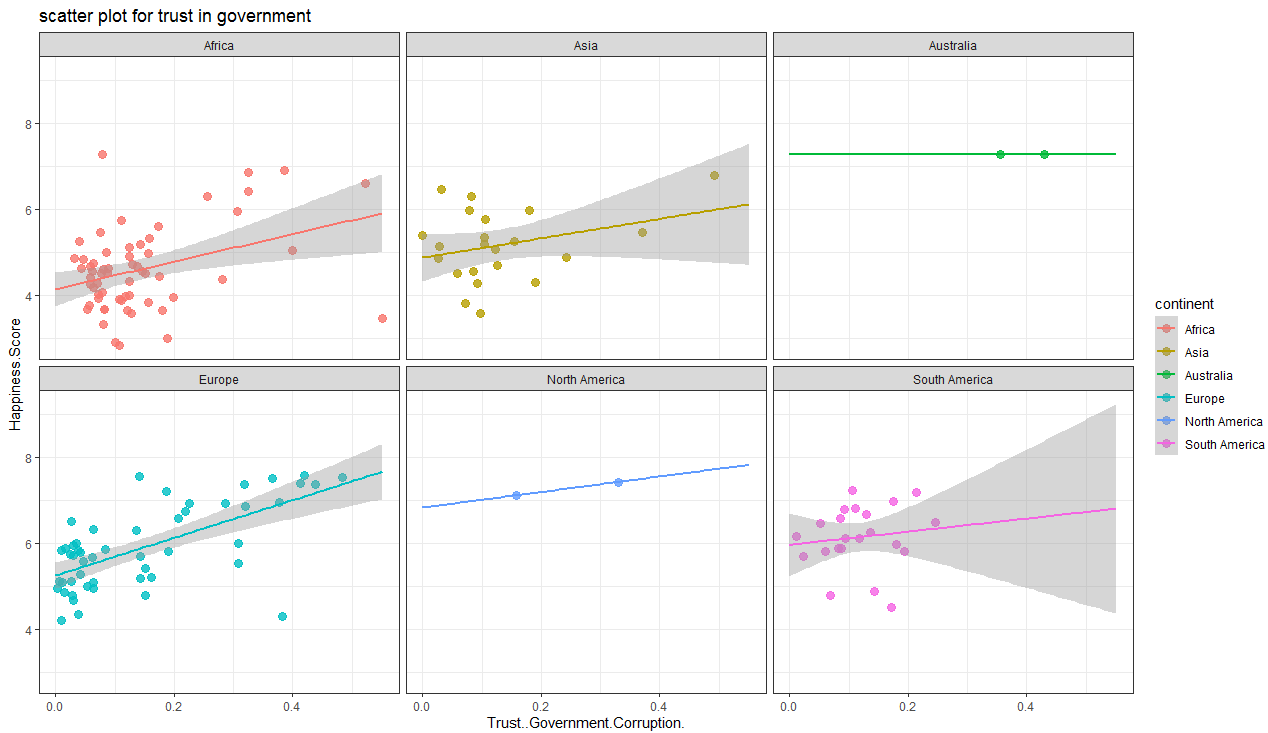 scatter plot for trust in government
Africa
Asia
Australia
8
6
4
Europe
North America
South America
8
6
4
0.0
0.2
0.4
0.0
0.2
0.4
0.0
0.2
0.4
Happiness.Score
Trust..Government.Corruption.
continent
Africa
Asia
Australia
Europe
North America
South America